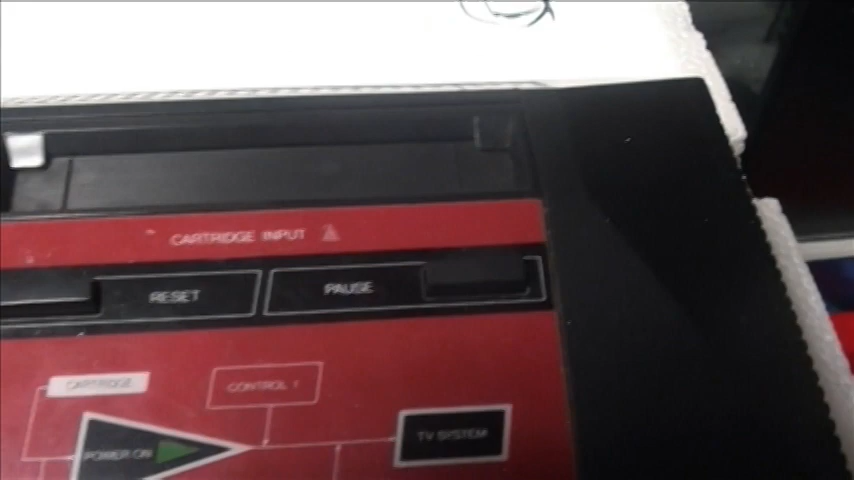 CARTRIDGE INPUT
RESET
PAUSE
CARTRIDGE
CONTROL 1
POWER ON
TV SYSTEM